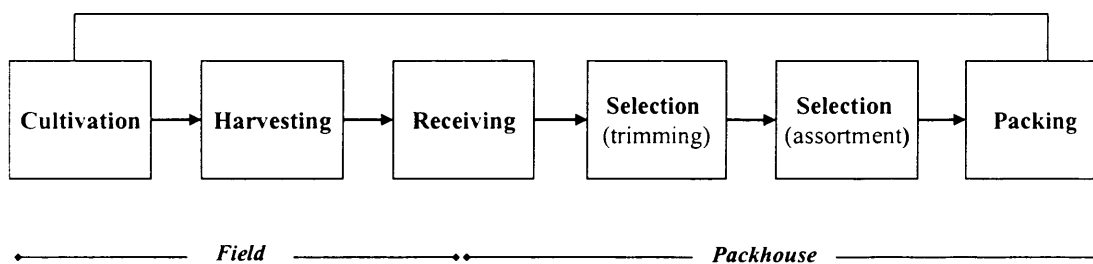 Cultivation
Harvesting
Receiving
Selection
(trimming)
Selection
(assortment)
Packing
Field
Packhouse